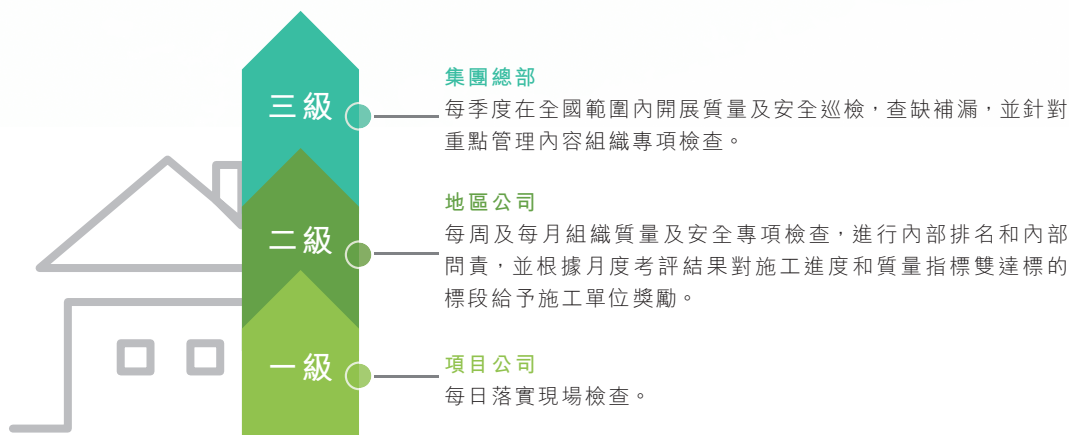 三級
集團總部
每季度在全國範圍內開展質量及安全巡檢，查缺補漏，並針對
重點管理內容組織專項檢查。
二級
地區公司
每周及每月組織質量及安全專項檢查，進行內部排名和內部
問責，並根據月度考評結果對施工進度和質量指標雙達標的
標段給予施工單位獎勵。
一級
項目公司
每日落實現場檢查。